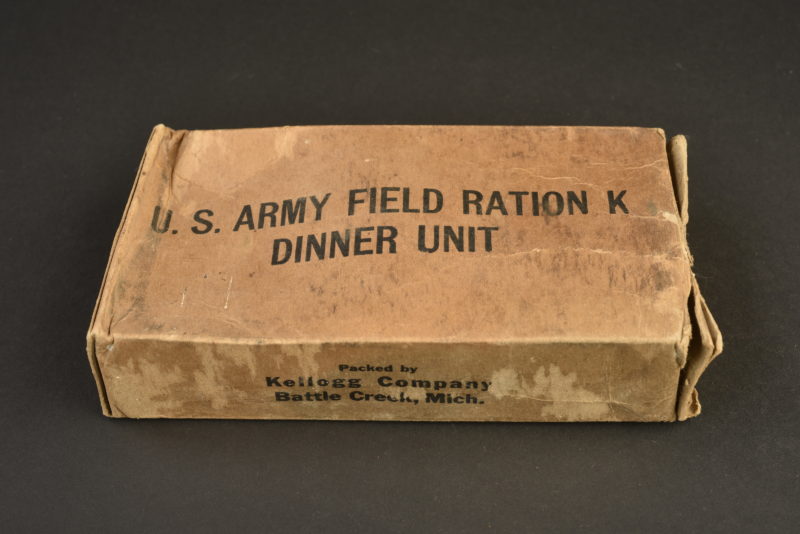 U. S. ARMY FIELD RATION K
DINNER UNIT
Packed by
Kellogg Company
Battle Creek, Mich.